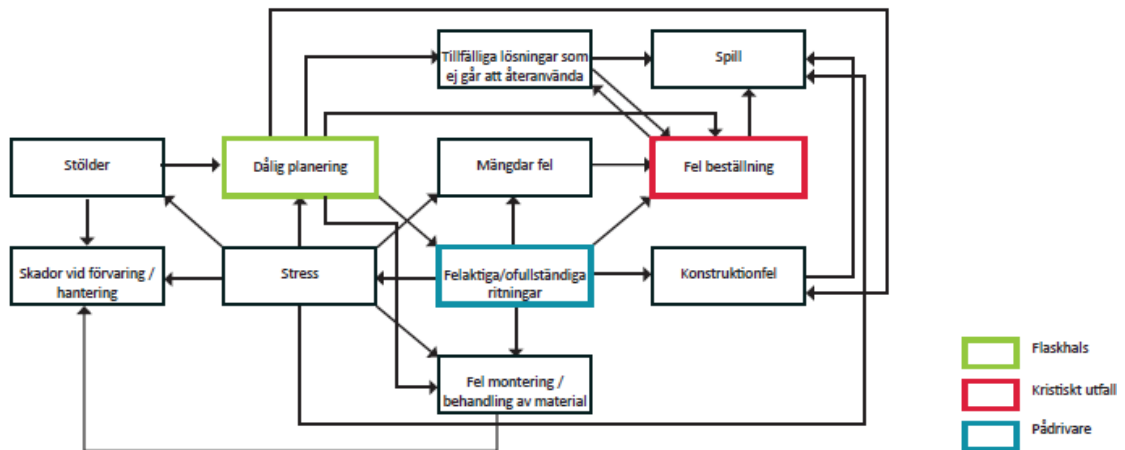 Tillfälliga lösningar som
ej går att återanvända
Spill
Stölder
Dålig planering
Mängdar fel
Fel beställning
Skador vid förvaring /
hantering
Stress
Felaktiga/ofullständiga
ritningar
Konstruktionfel
Fel montering /
behandling av material
Flaskhals
Kristiskt utfall
Pådrivare